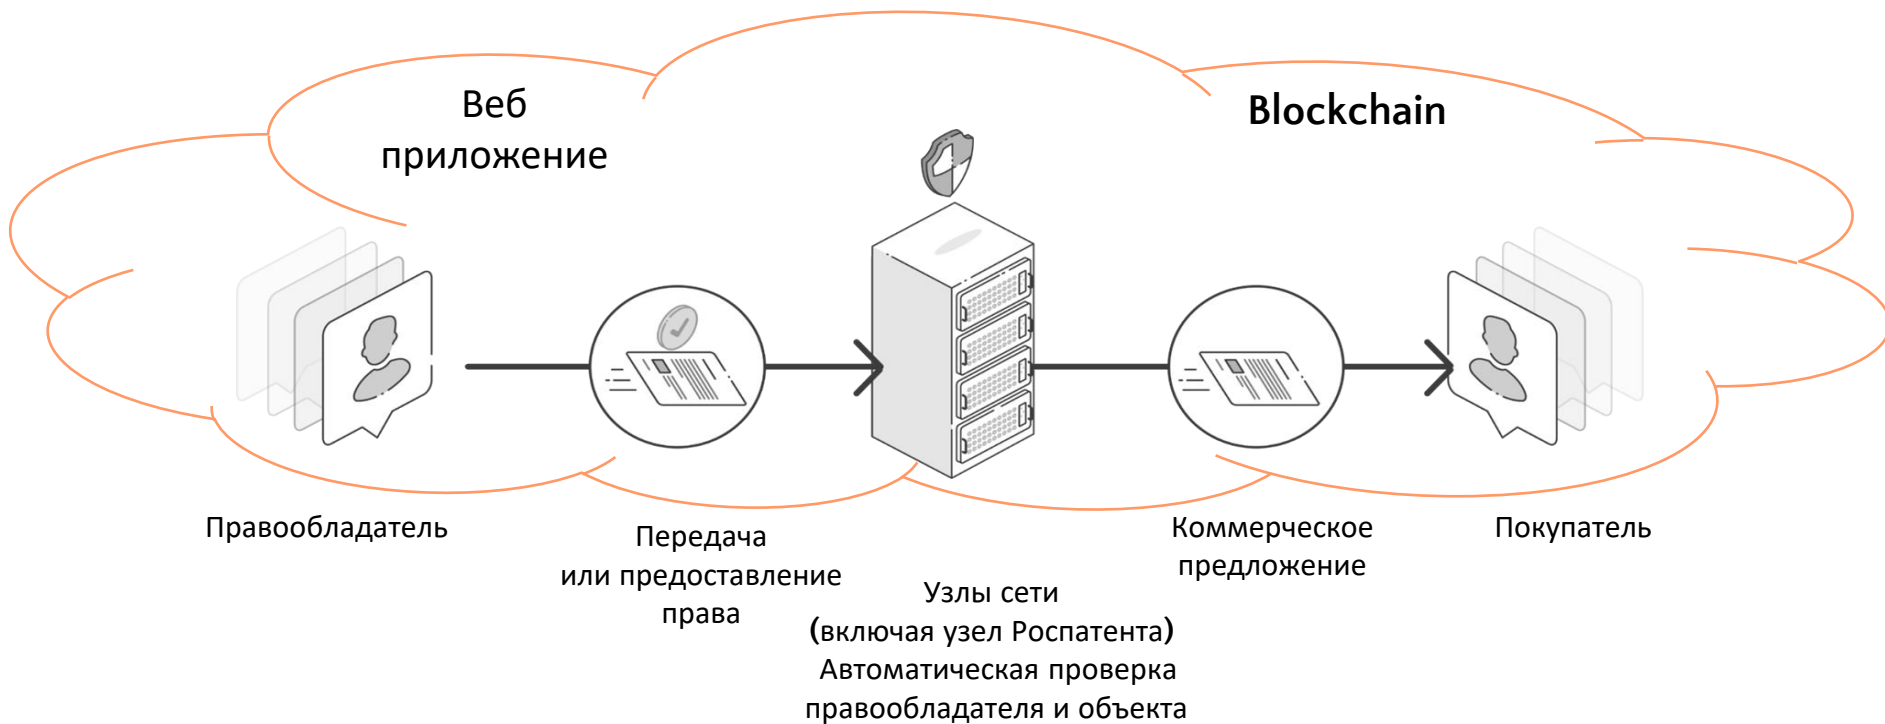 Веб
приложение
Blockchain
Правообладатель
Передача
или предоставление
права
Узлы сети
(включая узел Роспатента)
Автоматическая проверка
правообладателя и объекта
Коммерческое
предложение
Покупатель